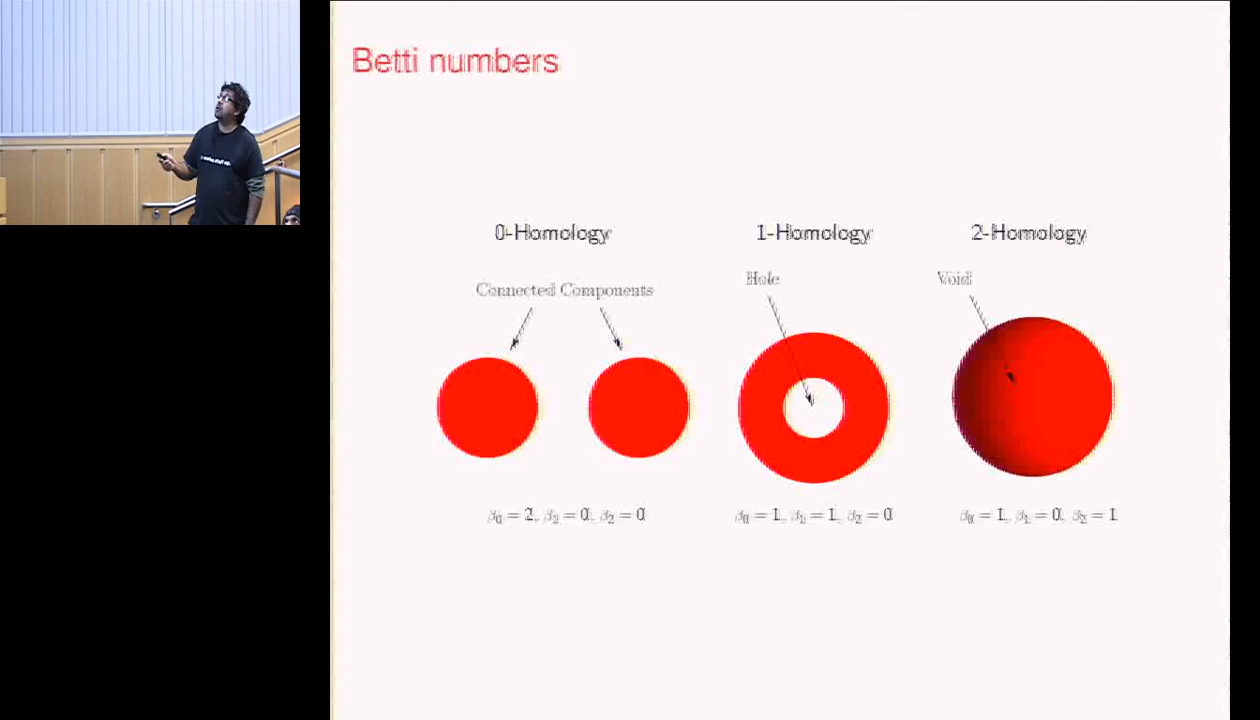 Betti numbers
0-Homology
1-Homology
2-Homology
Connected Components
Hole
Void
β₀ = 2, β₁ = 0, β₂ = 0
β₀ = 1, β₁ = 1, β₂ = 0
β₀ = 1, β₁ = 0, β₂ = 1